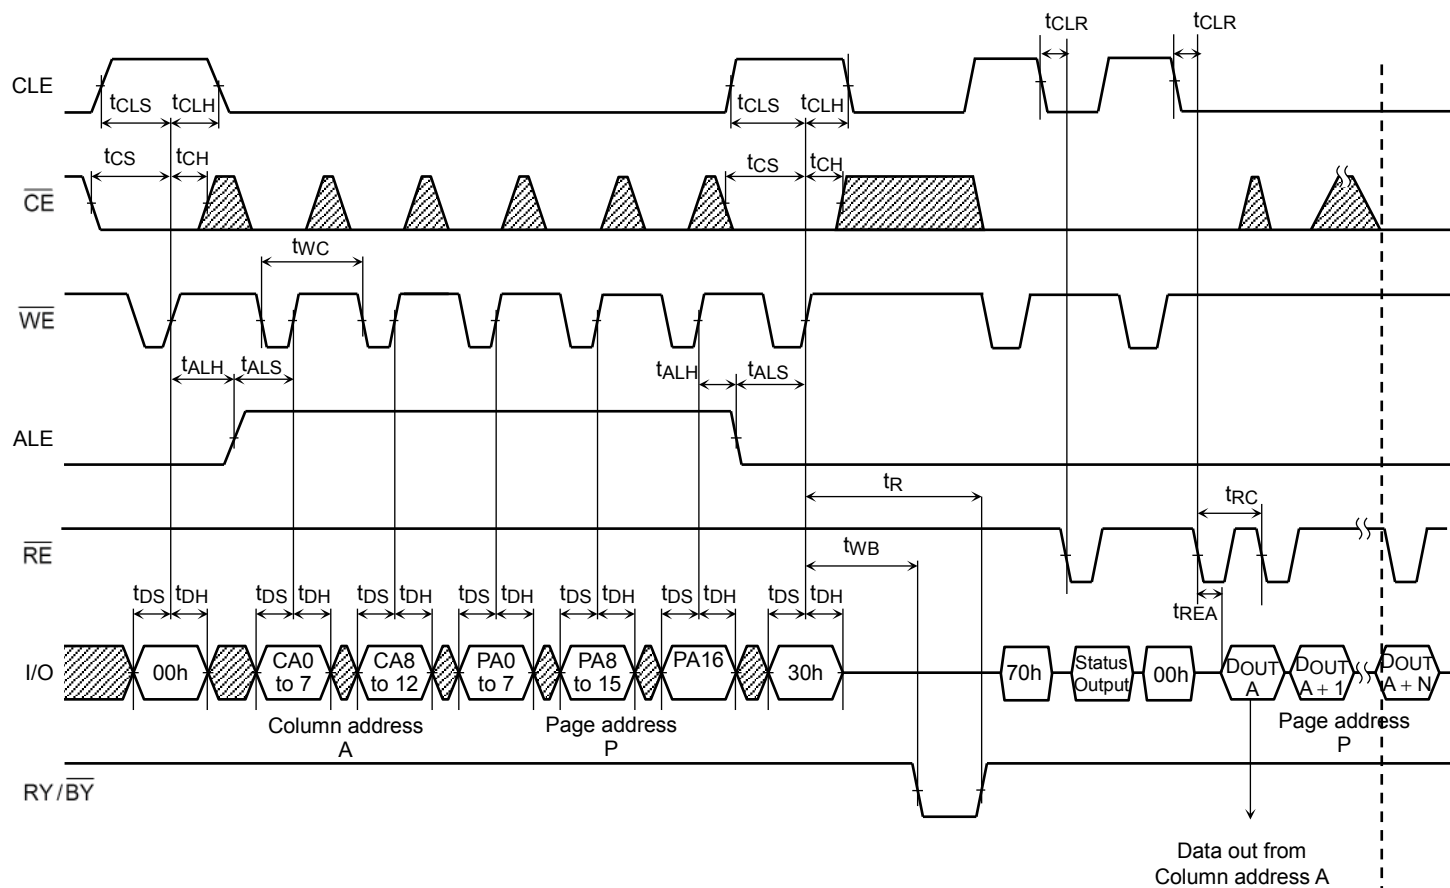 tCLR tCLR
CLE
tCLS tCLH tCLS tCLH
tCS tCH tCS tCH
CE
tWC
WE
tALH tALS tALH tALS
ALE
tR
tRC
RE
tWB
tDS tDH tDS tDH tDS tDH tDS tDH tDS tDH tDS tDH tDS tDH
tREA
I/O
00h
CA0
to 7
CA8
to 12
PA0
to 7
PA8
to 15
PA16
30h
70h
Status
Output
00h
DOUT
A
DOUT
A + 1
DOUT
A + N
Column address
A
Page address
P
Page address
P
RY/BY
Data out from
Column address A